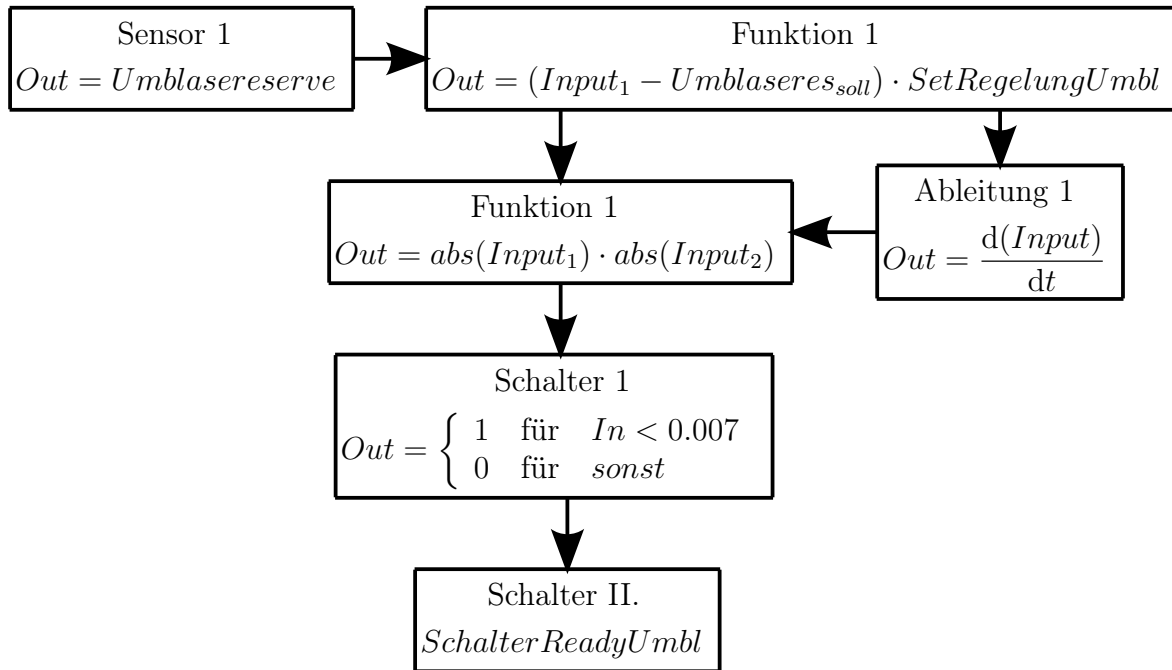 Sensor 1
Out = Umblasereserve
Funktion 1
Out = (Input₁ − Umblaseres_soll) · SetRegelungUmbl
Funktion 1
Out = abs(Input₁) · abs(Input₂)
Ableitung 1
Out = d(Input)/dt
Schalter 1
Out = { 1 für In < 0.007
0 für sonst
Schalter II.
SchalterReadyUmbl